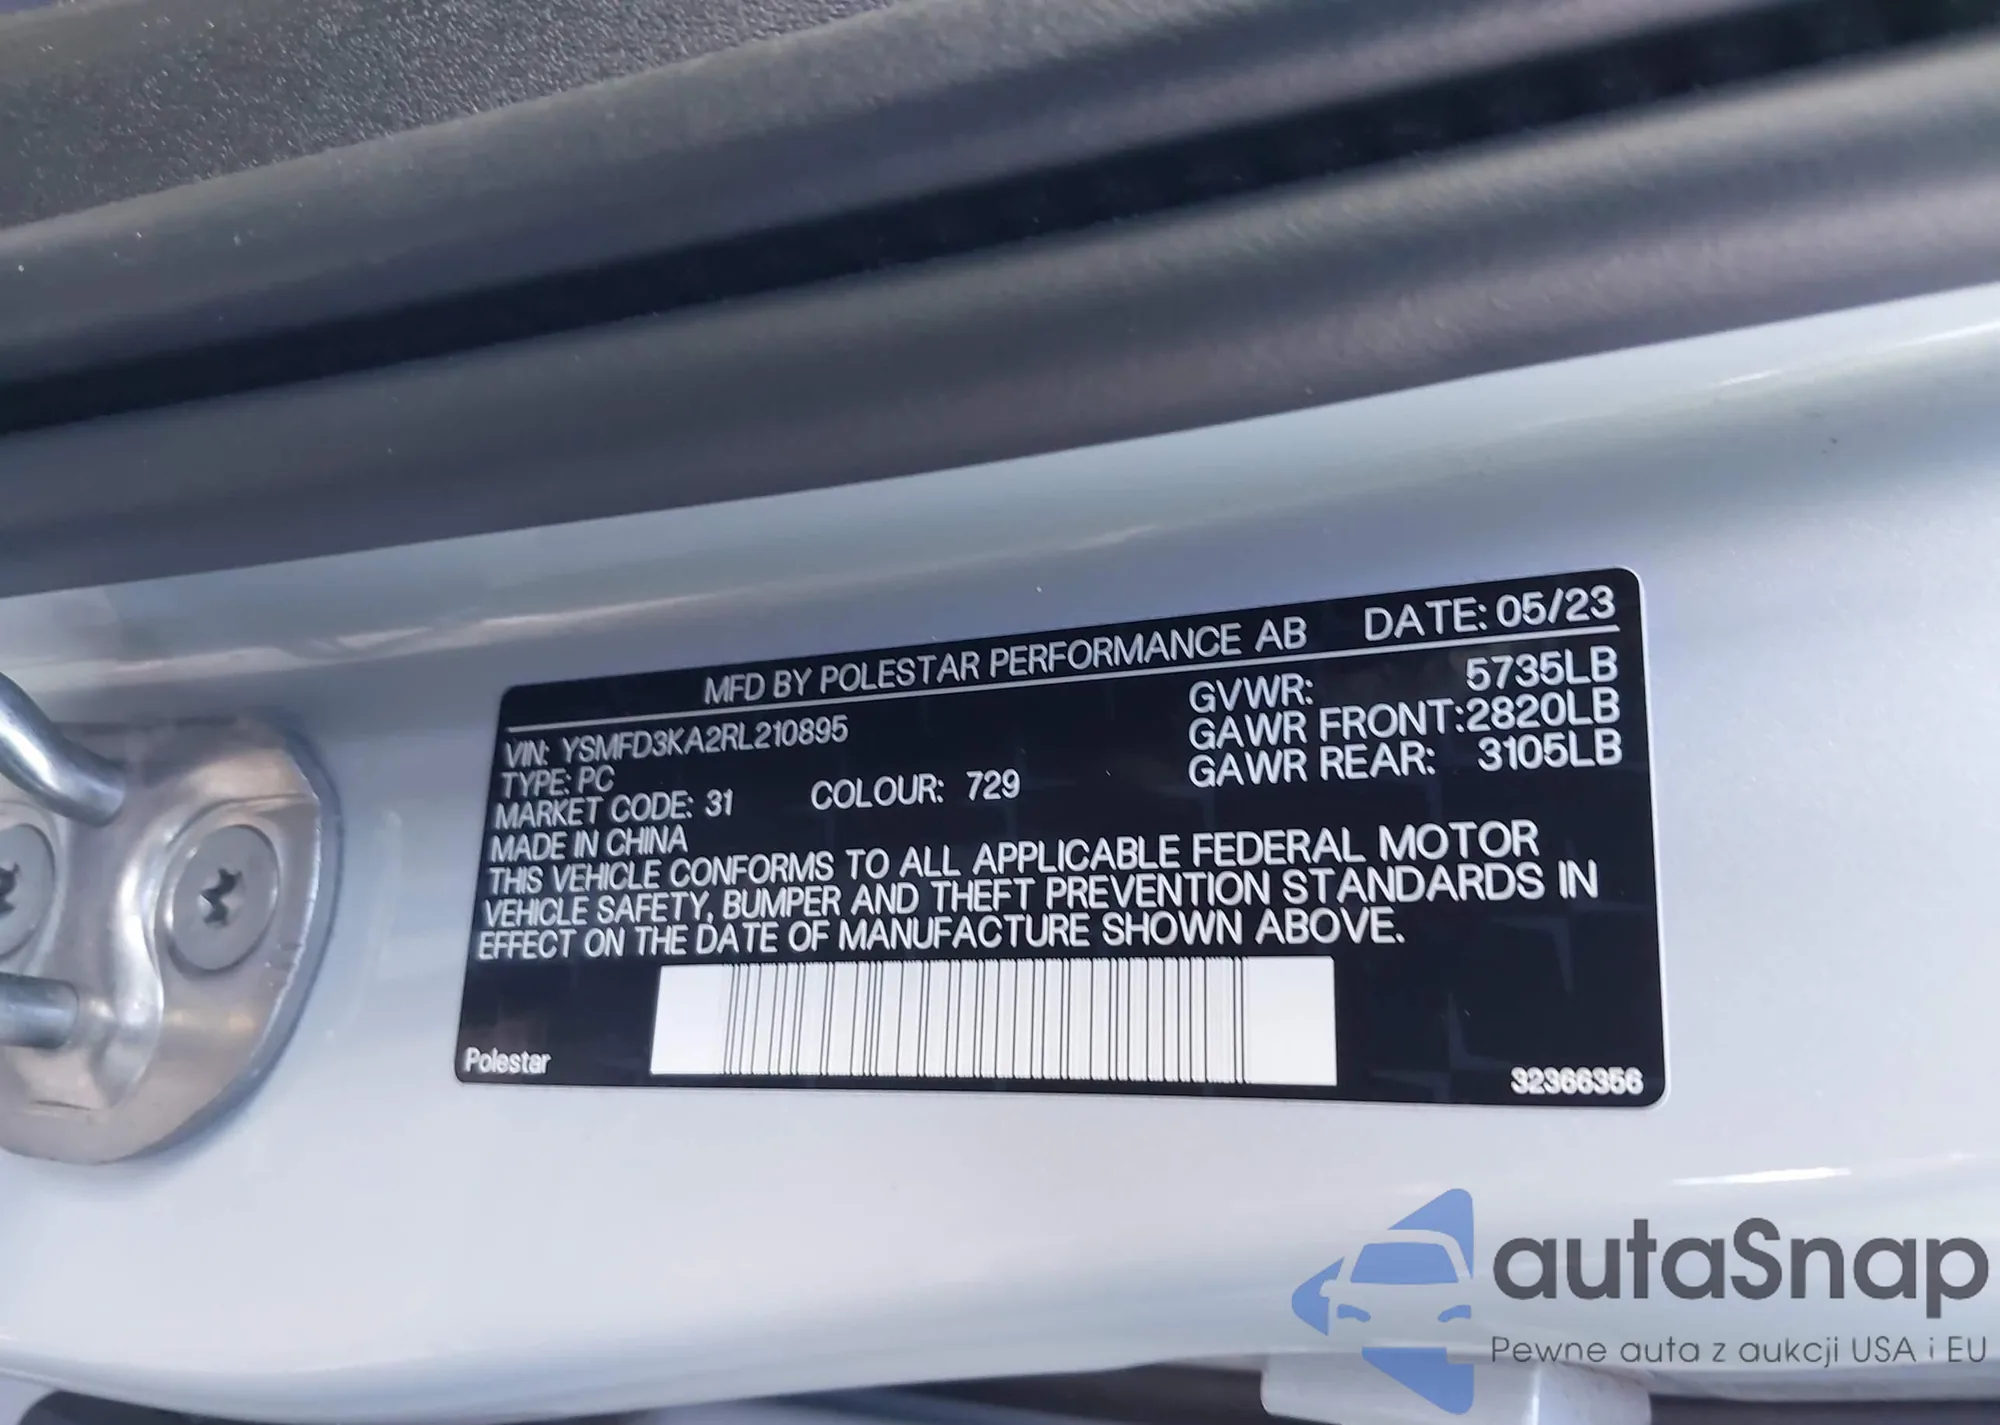 MFD BY POLESTAR PERFORMANCE AB DATE: 05/23
VIN: YSMFD3KA2RL210895 GVWR: 5735LB
TYPE: PC GAWR FRONT:2820LB
MARKET CODE: 31 COLOUR: 729 GAWR REAR: 3105LB
MADE IN CHINA
THIS VEHICLE CONFORMS TO ALL APPLICABLE FEDERAL MOTOR
VEHICLE SAFETY, BUMPER AND THEFT PREVENTION STANDARDS IN
EFFECT ON THE DATE OF MANUFACTURE SHOWN ABOVE.
Polestar 32366356
autaSnap
Pewne auta z aukcji USA i EU